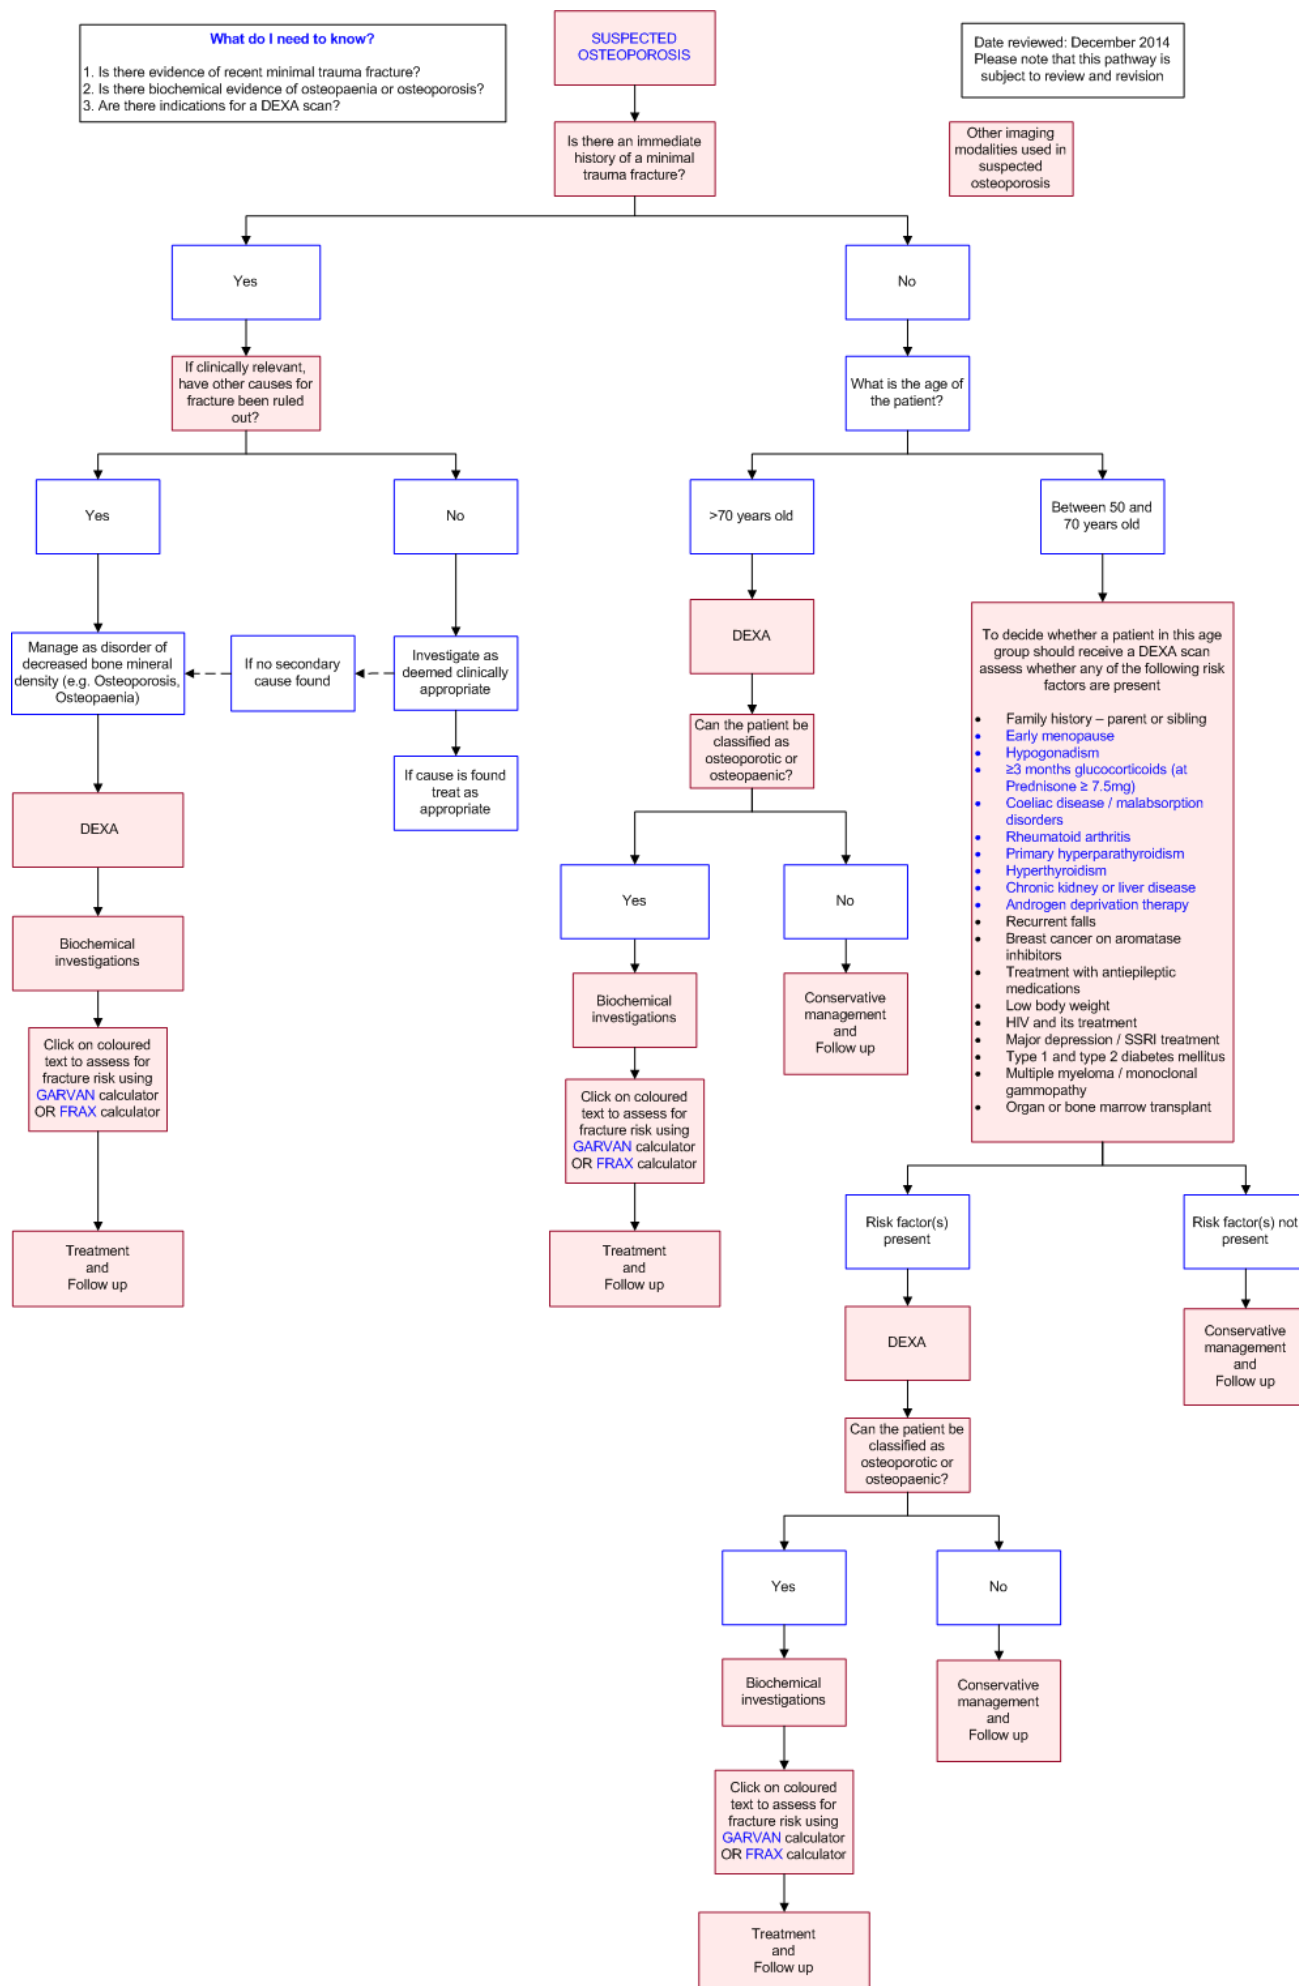 What do I need to know?
1. Is there evidence of recent minimal trauma fracture?
2. Is there biochemical evidence of osteopaenia or osteoporosis?
3. Are there indications for a DEXA scan?
SUSPECTED
OSTEOPOROSIS
Date reviewed: December 2014
Please note that this pathway is
subject to review and revision
Is there an immediate
history of a minimal
trauma fracture?
Other imaging
modalities used in
suspected
osteoporosis
Yes
No
If clinically relevant,
have other causes for
fracture been ruled
out?
What is the age of
the patient?
Yes
No
>70 years old
Between 50 and
70 years old
Manage as disorder of
decreased bone mineral
density (e.g. Osteoporosis,
Osteopaenia)
If no secondary
cause found
Investigate as
deemed clinically
appropriate
If cause is found
treat as
appropriate
DEXA
Biochemical
investigations
Click on coloured
text to assess for
fracture risk using
GARVAN calculator
OR FRAX calculator
Treatment
and
Follow up
DEXA
Can the patient be
classified as
osteoporotic or
osteopaenic?
Yes
No
Biochemical
investigations
Conservative
management
and
Follow up
Click on coloured
text to assess for
fracture risk using
GARVAN calculator
OR FRAX calculator
Treatment
and
Follow up
To decide whether a patient in this age
group should receive a DEXA scan
assess whether any of the following risk
factors are present
• Family history – parent or sibling
• Early menopause
• Hypogonadism
• ≥3 months glucocorticoids (at
Prednisone ≥ 7.5mg)
• Coeliac disease / malabsorption
disorders
• Rheumatoid arthritis
• Primary hyperparathyroidism
• Hyperthyroidism
• Chronic kidney or liver disease
• Androgen deprivation therapy
• Recurrent falls
• Breast cancer on aromatase
inhibitors
• Treatment with antiepileptic
medications
• Low body weight
• HIV and its treatment
• Major depression / SSRI treatment
• Type 1 and type 2 diabetes mellitus
• Multiple myeloma / monoclonal
gammopathy
• Organ or bone marrow transplant
Risk factor(s)
present
Risk factor(s) not
present
DEXA
Conservative
management
and
Follow up
Can the patient be
classified as
osteoporotic or
osteopaenic?
Yes
No
Biochemical
investigations
Conservative
management
and
Follow up
Click on coloured
text to assess for
fracture risk using
GARVAN calculator
OR FRAX calculator
Treatment
and
Follow up